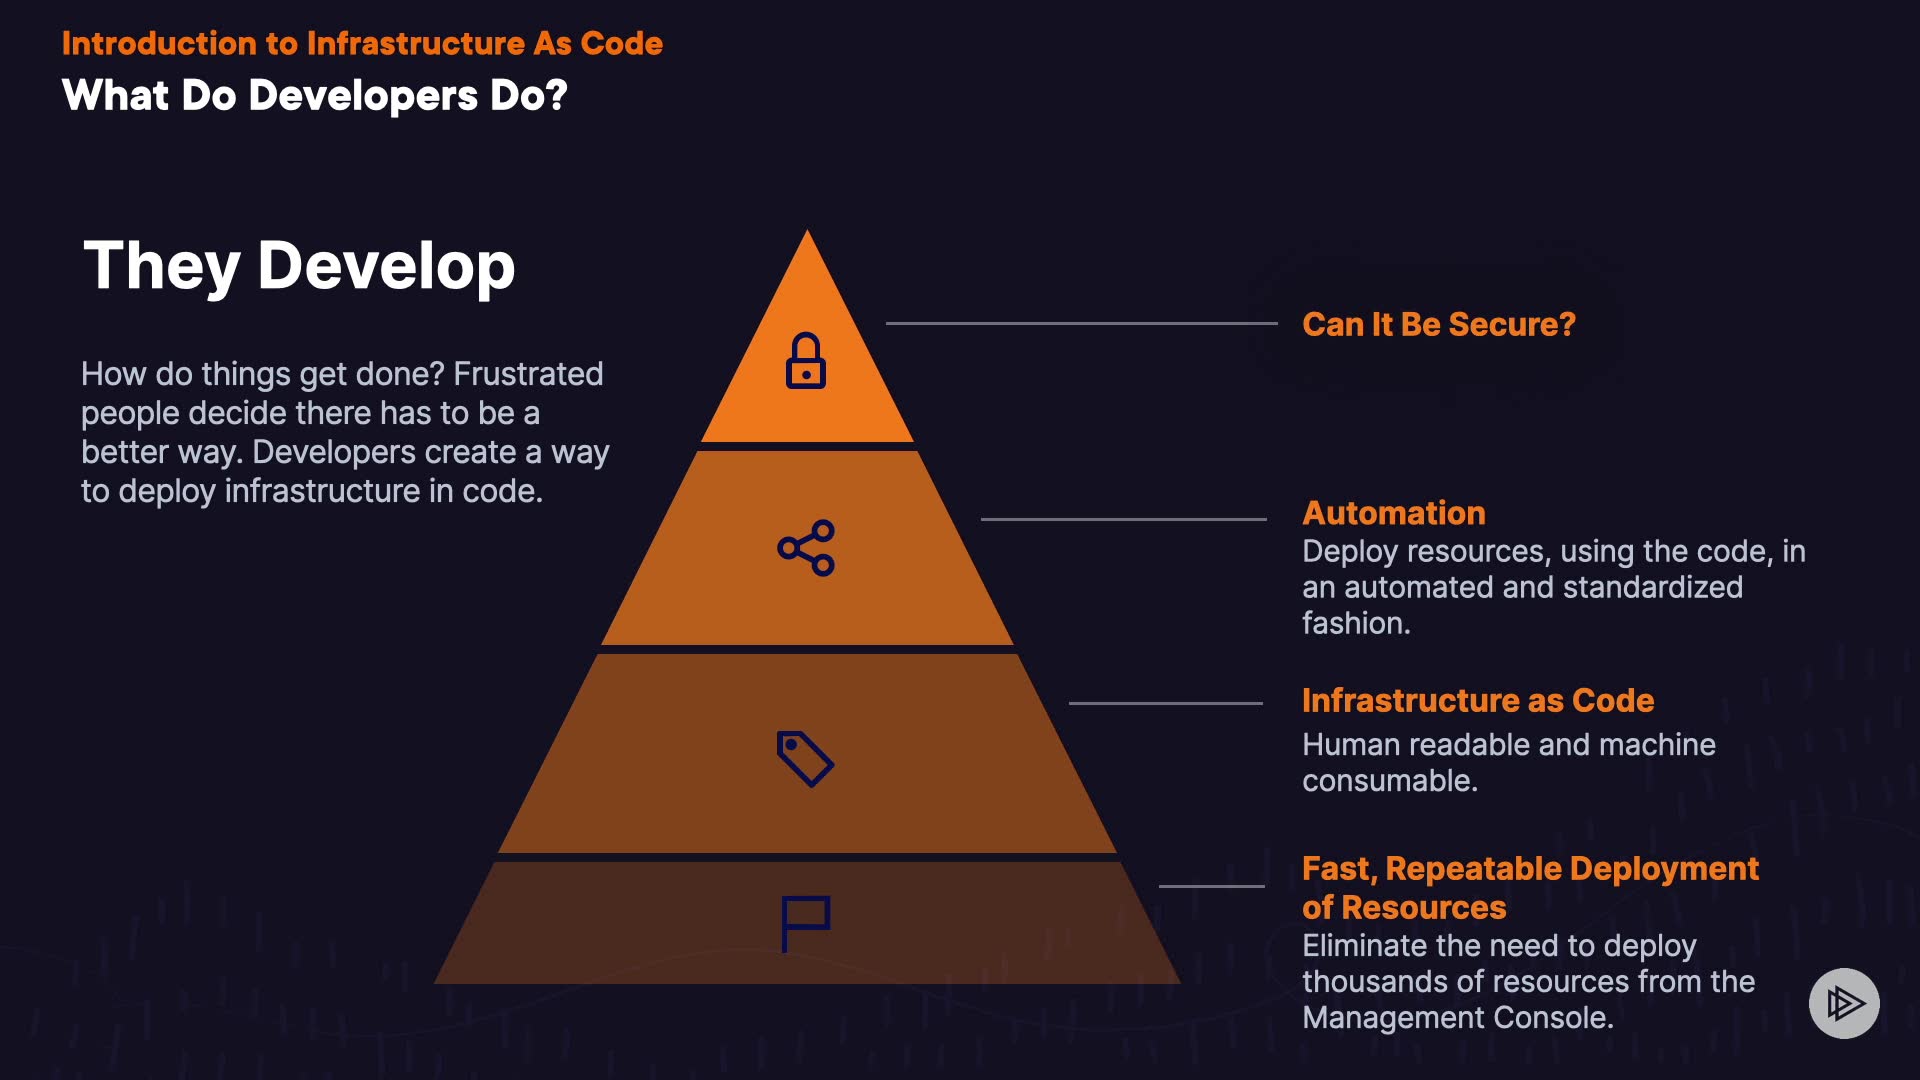 Introduction to Infrastructure As Code
What Do Developers Do?
They Develop
How do things get done? Frustrated
people decide there has to be a
better way. Developers create a way
to deploy infrastructure in code.
Can It Be Secure?
Automation
Deploy resources, using the code, in
an automated and standardized
fashion.
Infrastructure as Code
Human readable and machine
consumable.
Fast, Repeatable Deployment
of Resources
Eliminate the need to deploy
thousands of resources from the
Management Console.